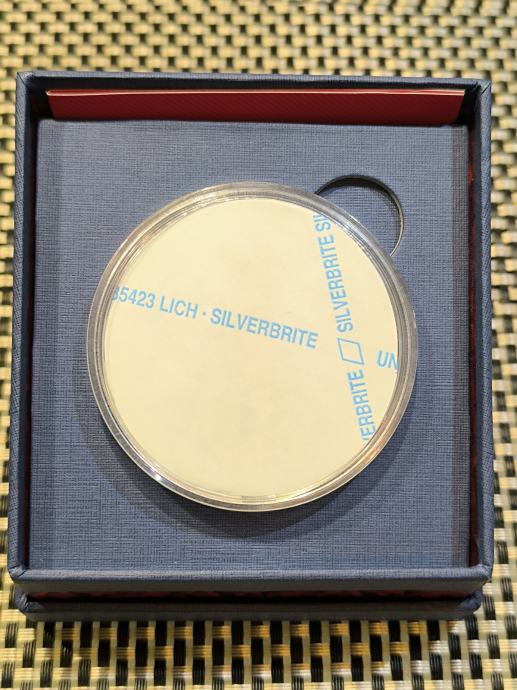 35423 LICH · SILVERBRITE
SILVERBRITE SI
VERBRITE
UN